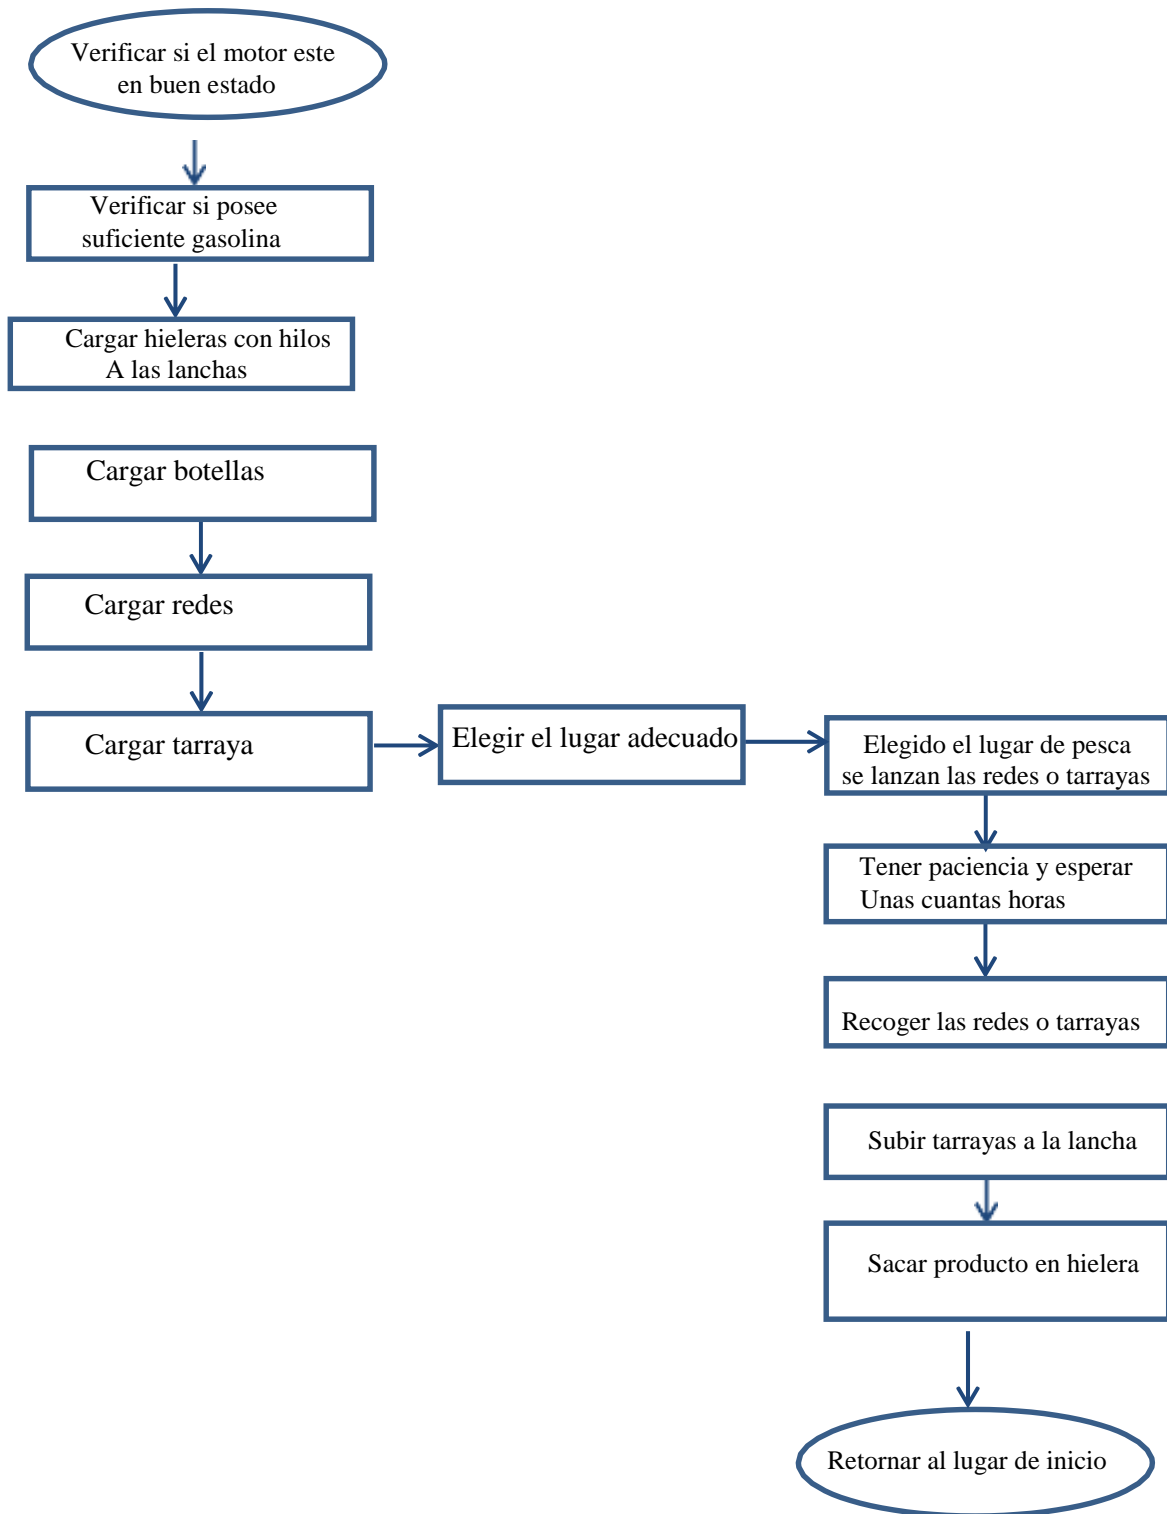 Verificar si el motor este
en buen estado
Verificar si posee
suficiente gasolina
Cargar hieleras con hilos
A las lanchas
Cargar botellas
Cargar redes
Cargar tarraya
Elegir el lugar adecuado
Elegido el lugar de pesca
se lanzan las redes o tarrayas
Tener paciencia y esperar
Unas cuantas horas
Recoger las redes o tarrayas
Subir tarrayas a la lancha
Sacar producto en hielera
Retornar al lugar de inicio